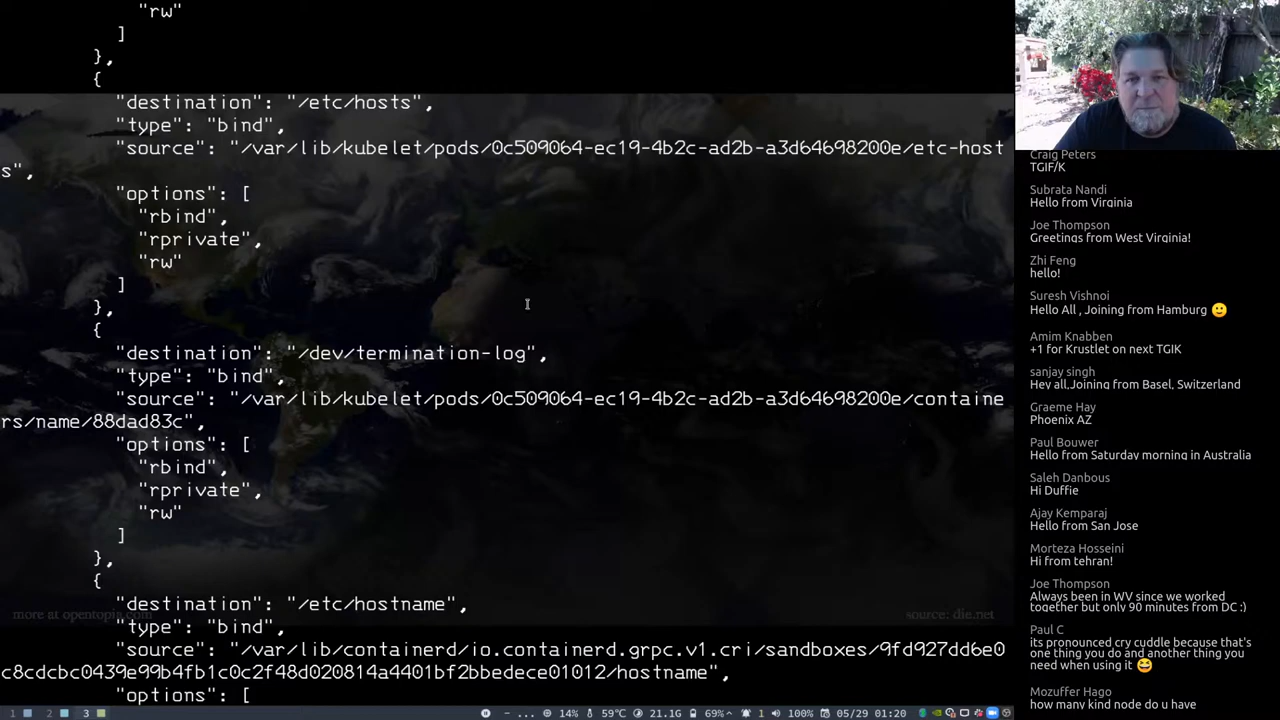 "rw"
]
},
{
"destination": "/etc/hosts",
"type": "bind",
"source": "/var/lib/kubelet/pods/0c509064-ec19-4b2c-ad2b-a3d64698200e/etc-host
s",
"options": [
"rbind",
"rprivate",
"rw"
]
},
{
"destination": "/dev/termination-log",
"type": "bind",
"source": "/var/lib/kubelet/pods/0c509064-ec19-4b2c-ad2b-a3d64698200e/containe
rs/name/88dad83c",
"options": [
"rbind",
"rprivate",
"rw"
]
},
{
"destination": "/etc/hostname",
more at opentopia.com
source: die.net
"type": "bind",
"source": "/var/lib/containerd/io.containerd.grpc.v1.cri/sandboxes/9fd927dd6e0
c8cdcbc0439e99b4fb1c0c2f48d020814a4401bf2bbedece01012/hostname",
"options": [
1 2 3
- ... 14% 59℃ 21.1G 69%^ 1 100% 05/29 01:20
Craig Peters
TGIF/K
Subrata Nandi
Hello from Virginia
Joe Thompson
Greetings from West Virginia!
Zhi Feng
hello!
Suresh Vishnoi
Hello All , Joining from Hamburg 🙂
Amim Knabben
+1 for Krustlet on next TGIK
sanjay singh
Hey all,Joining from Basel, Switzerland
Graeme Hay
Phoenix AZ
Paul Bouwer
Hello from Saturday morning in Australia
Saleh Danbous
Hi Duffie
Ajay Kemparaj
Hello from San Jose
Morteza Hosseini
Hi from tehran!
Joe Thompson
Always been in WV since we worked
together but only 90 minutes from DC :)
Paul C
its pronounced cry cuddle because that's
one thing you do and another thing you
need when using it 😆
Mozuffer Hago
how many kind node do u have